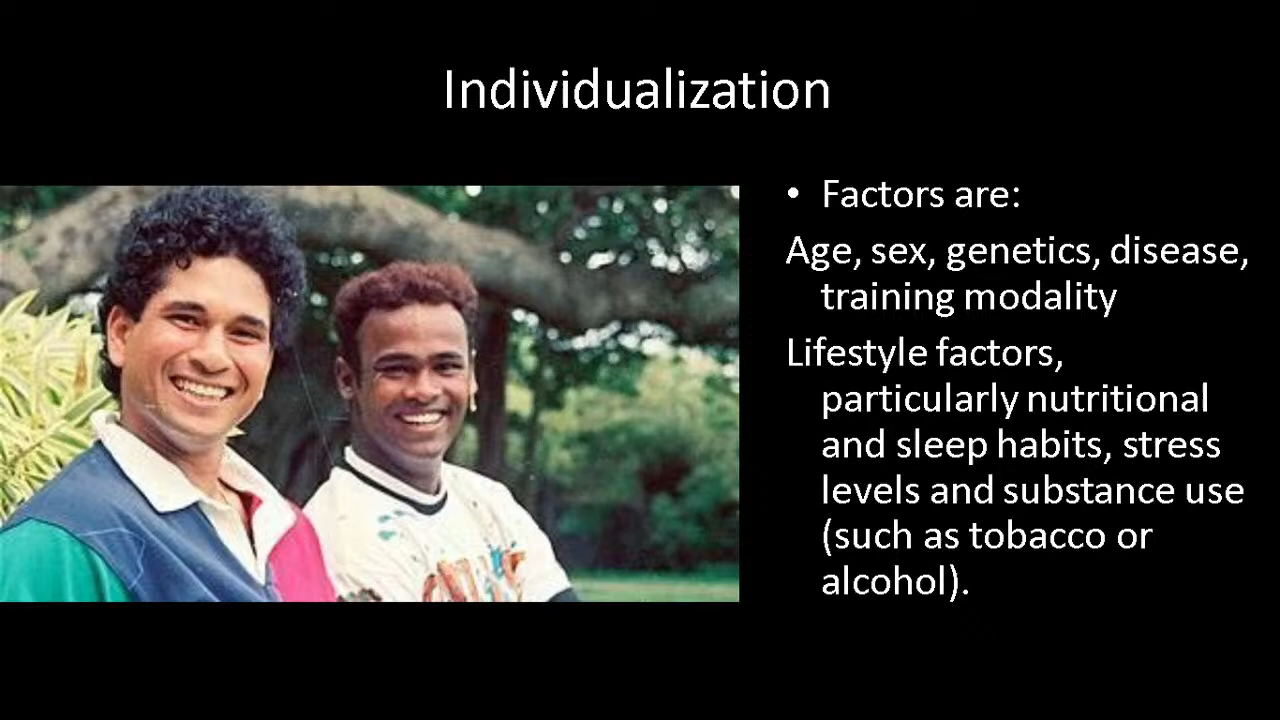 Individualization
• Factors are:
Age, sex, genetics, disease,
training modality
Lifestyle factors,
particularly nutritional
and sleep habits, stress
levels and substance use
(such as tobacco or
alcohol).